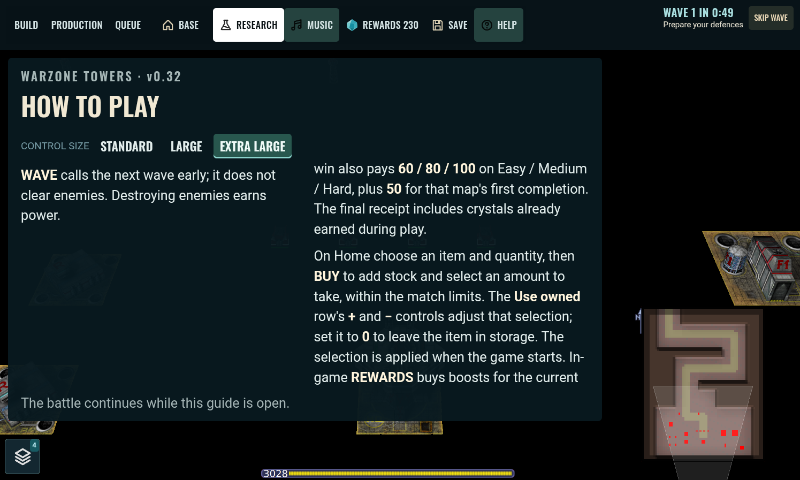 BUILD PRODUCTION QUEUE BASE RESEARCH MUSIC REWARDS 230 SAVE HELP
WAVE 1 IN 0:49
Prepare your defences
SKIP WAVE
WARZONE TOWERS · v0.32
HOW TO PLAY
CONTROL SIZE STANDARD LARGE EXTRA LARGE
WAVE calls the next wave early; it does not
clear enemies. Destroying enemies earns
power.
win also pays 60 / 80 / 100 on Easy / Medium
/ Hard, plus 50 for that map's first completion.
The final receipt includes crystals already
earned during play.
On Home choose an item and quantity, then
BUY to add stock and select an amount to
take, within the match limits. The Use owned
row's + and − controls adjust that selection;
set it to 0 to leave the item in storage. The
selection is applied when the game starts. In-
game REWARDS buys boosts for the current
The battle continues while this guide is open.
4
3028
N